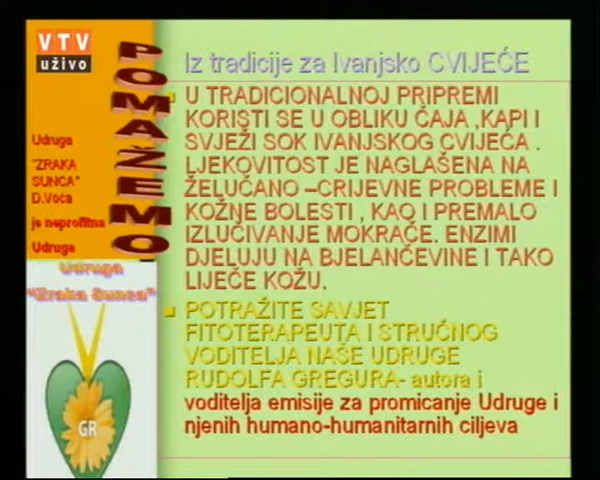 VTV
uživo
POMAŽEMO
Udruga
"ZRAKA
SUNCA"
D.Voća
je neprofitna
Udruga
Udruga
"Zraka Sunca"
GR
Iz tradicije za Ivanjsko CVIJEĆE
U TRADICIONALNOJ PRIPREMI
KORISTI SE U OBLIKU ČAJA ,KAPI I
SVJEŽI SOK IVANJSKOG CVIJEĆA .
LJEKOVITOST JE NAGLAŠENA NA
ŽELUČANO –CRIJEVNE PROBLEME I
KOŽNE BOLESTI , KAO I PREMALO
IZLUČIVANJE MOKRAČE. ENZIMI
DJELUJU NA BJELANČEVINE I TAKO
LIJEČE KOŽU.
POTRAŽITE SAVJET
FITOTERAPEUTA I STRUČNOG
VODITELJA NAŠE UDRUGE
RUDOLFA GREGURA- autora i
voditelja emisije za promicanje Udruge i
njenih humano-humanitarnih ciljeva